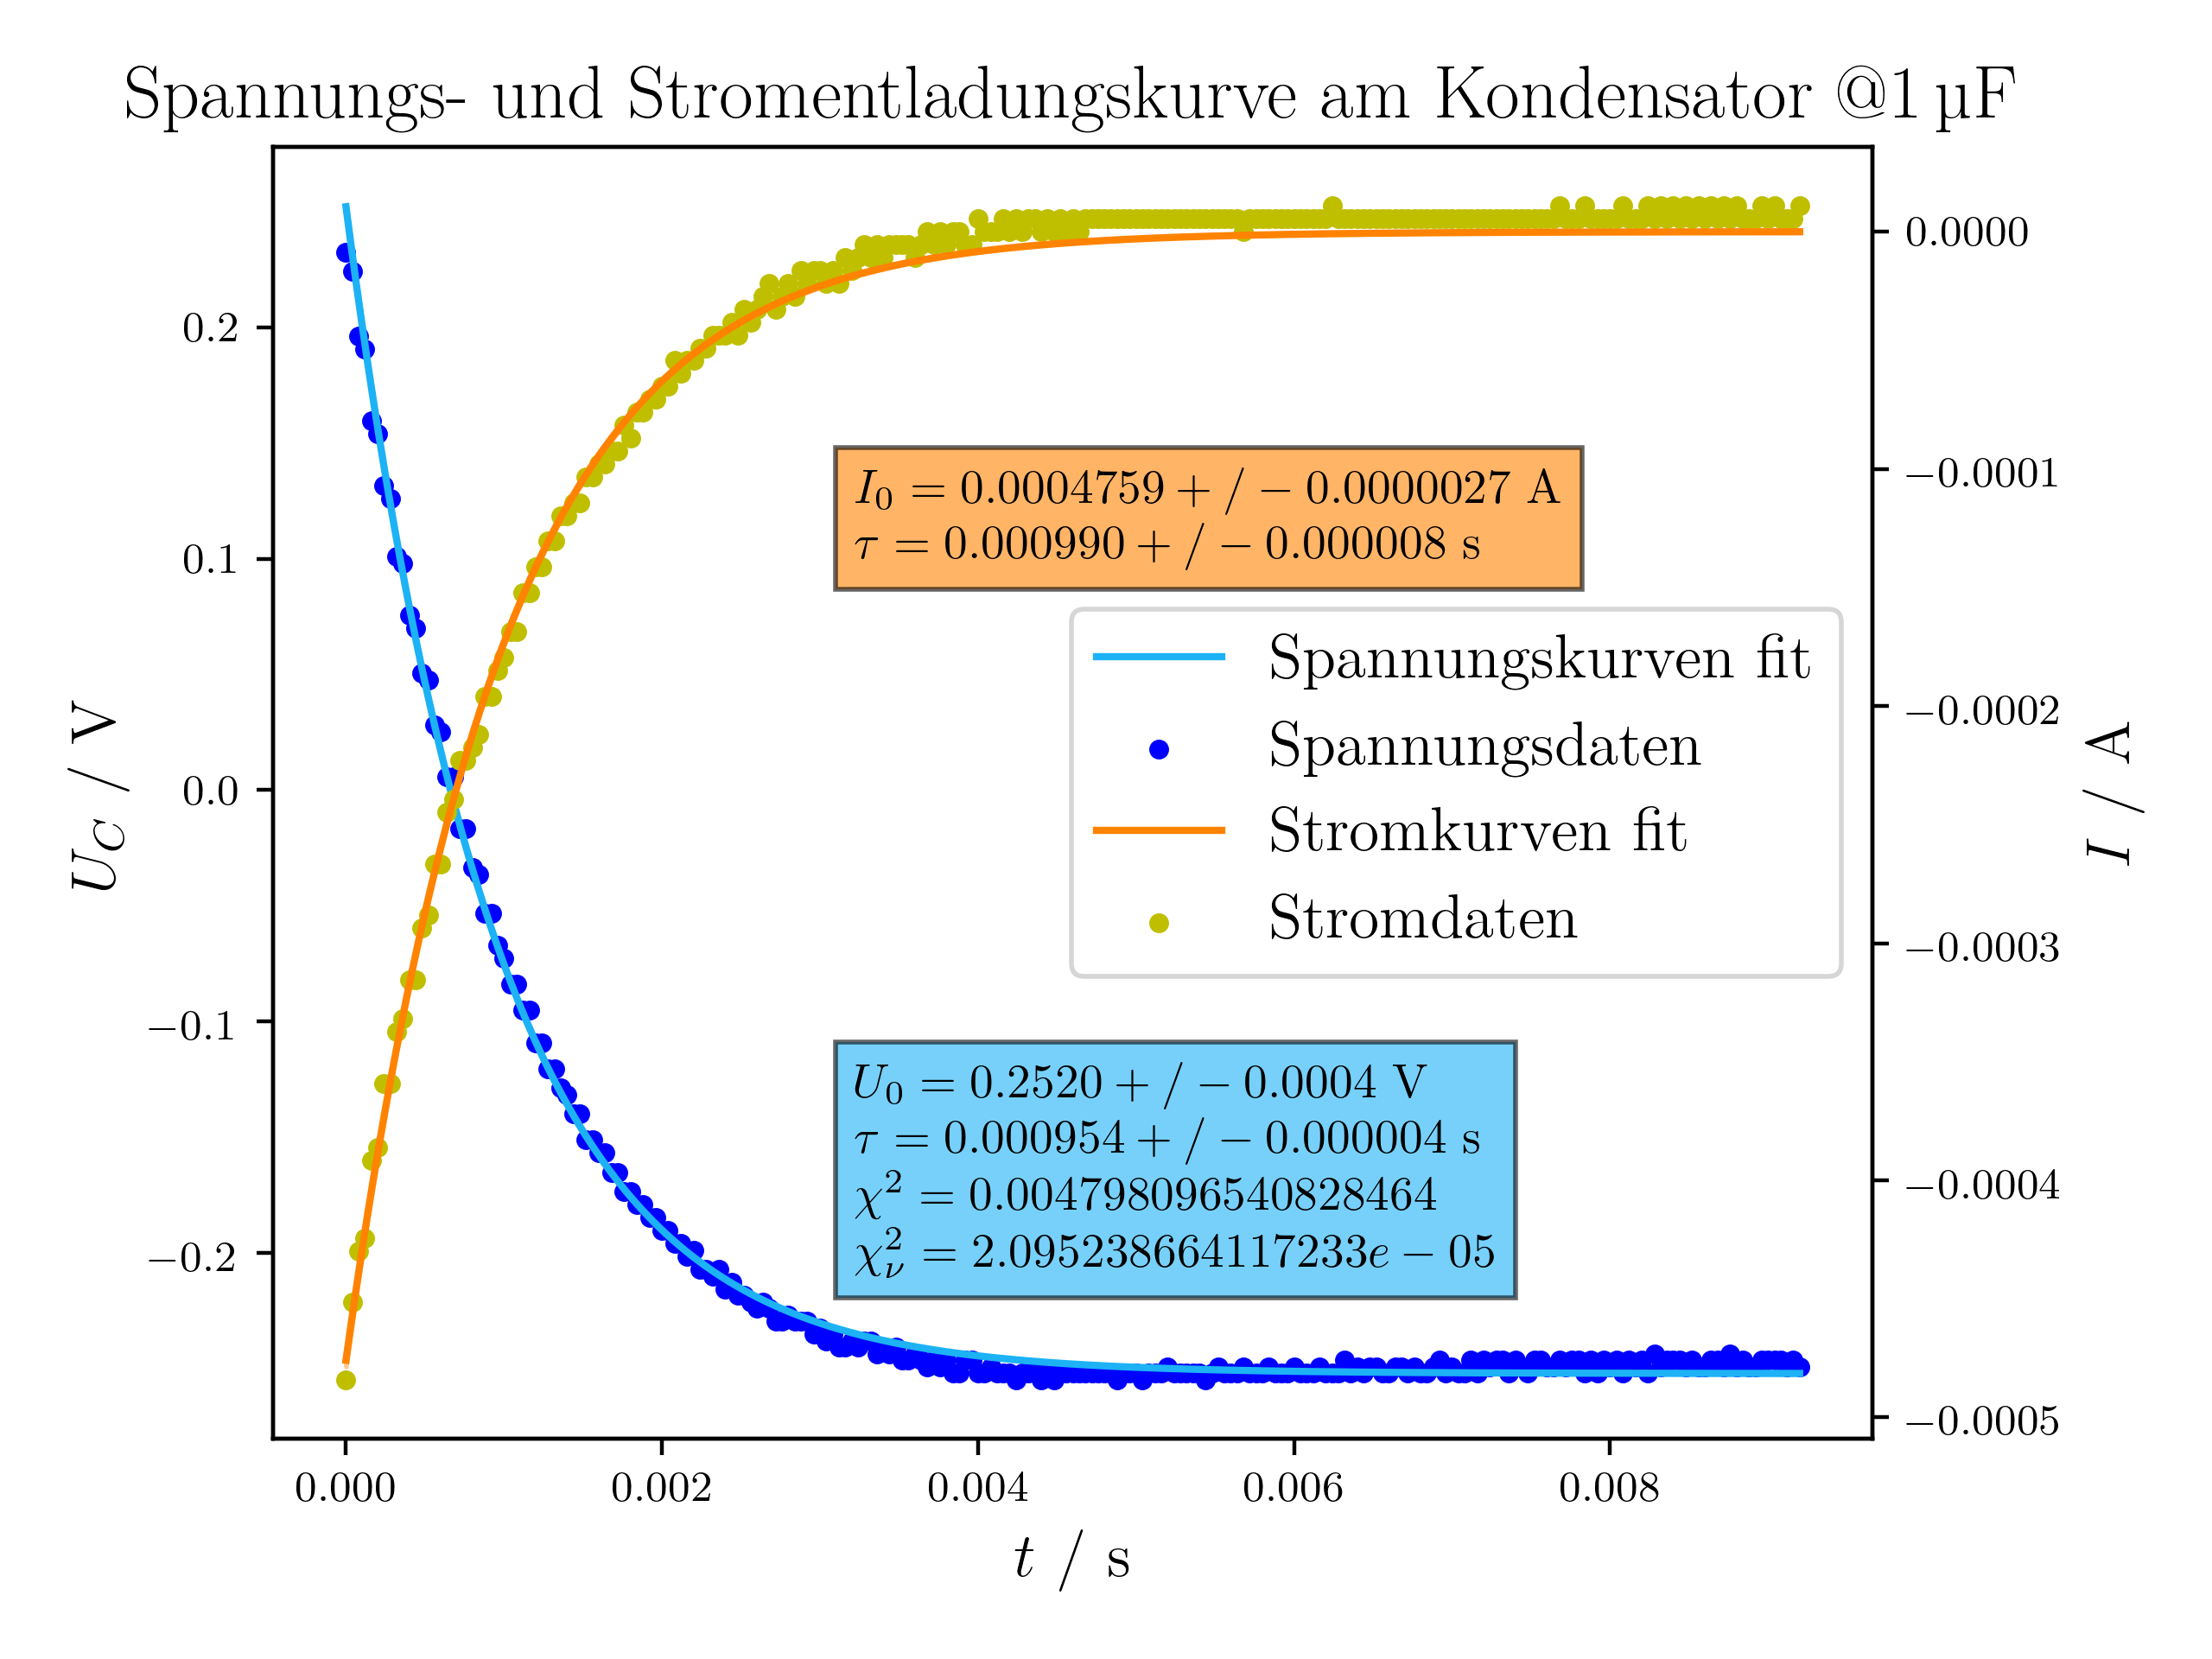 Spannungs- und Stromentladungskurve am Kondensator @1 µF
U_C / V
0.2
0.1
0.0
−0.1
−0.2
I_0 = 0.0004759 + / − 0.0000027 A
τ = 0.000990 + / − 0.000008 s
Spannungskurven fit
Spannungsdaten
Stromkurven fit
Stromdaten
U_0 = 0.2520 + / − 0.0004 V
τ = 0.000954 + / − 0.000004 s
χ² = 0.004798096540828464
χ²_ν = 2.095238664117233e − 05
0.0000
−0.0001
−0.0002
−0.0003
−0.0004
−0.0005
I / A
0.000 0.002 0.004 0.006 0.008
t / s